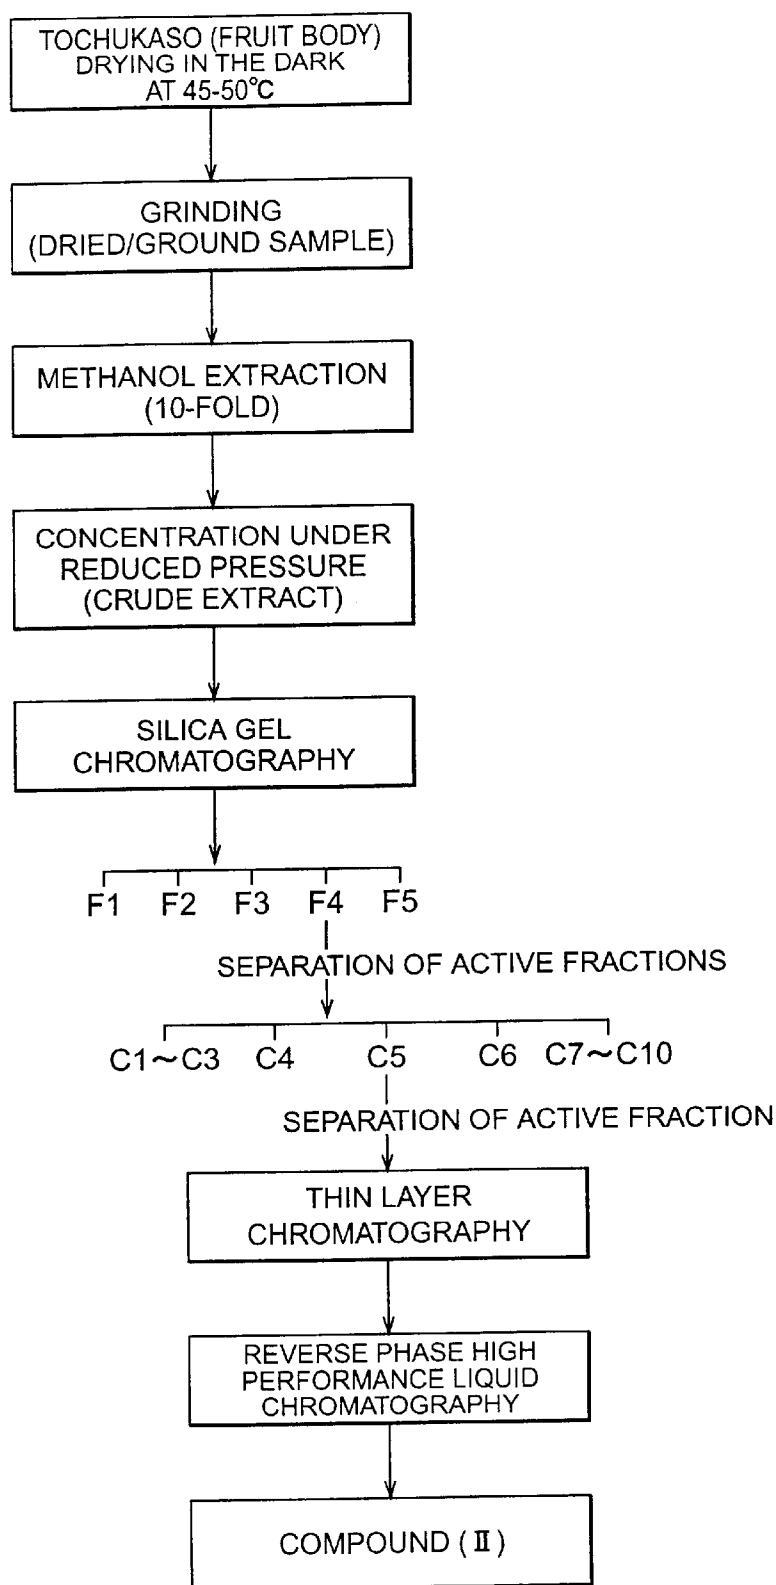 TOCHUKASO (FRUIT BODY)
DRYING IN THE DARK
AT 45-50℃
GRINDING
(DRIED/GROUND SAMPLE)
METHANOL EXTRACTION
(10-FOLD)
CONCENTRATION UNDER
REDUCED PRESSURE
(CRUDE EXTRACT)
SILICA GEL
CHROMATOGRAPHY
F1 F2 F3 F4 F5
SEPARATION OF ACTIVE FRACTIONS
C1~C3 C4 C5 C6 C7~C10
SEPARATION OF ACTIVE FRACTION
THIN LAYER
CHROMATOGRAPHY
REVERSE PHASE HIGH
PERFORMANCE LIQUID
CHROMATOGRAPHY
COMPOUND (Ⅱ)